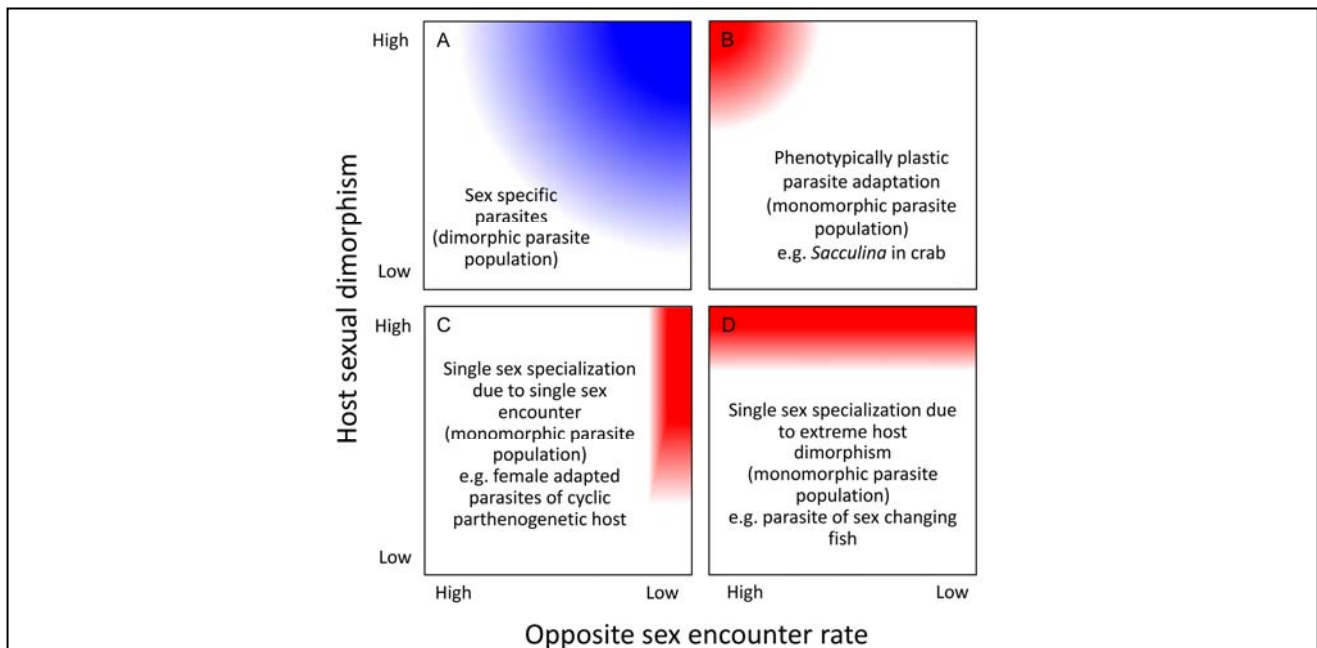 High
A
Sex specific
parasites
(dimorphic parasite
population)
Low
B
Phenotypically plastic
parasite adaptation
(monomorphic parasite
population)
e.g. Sacculina in crab
Host sexual dimorphism
High
C
Single sex specialization
due to single sex
encounter
(monomorphic parasite
population)
e.g. female adapted
parasites of cyclic
parthenogenetic host
Low
D
Single sex specialization due
to extreme host
dimorphism
(monomorphic parasite
population)
e.g. parasite of sex changing
fish
High
Low
High
Low
Opposite sex encounter rate